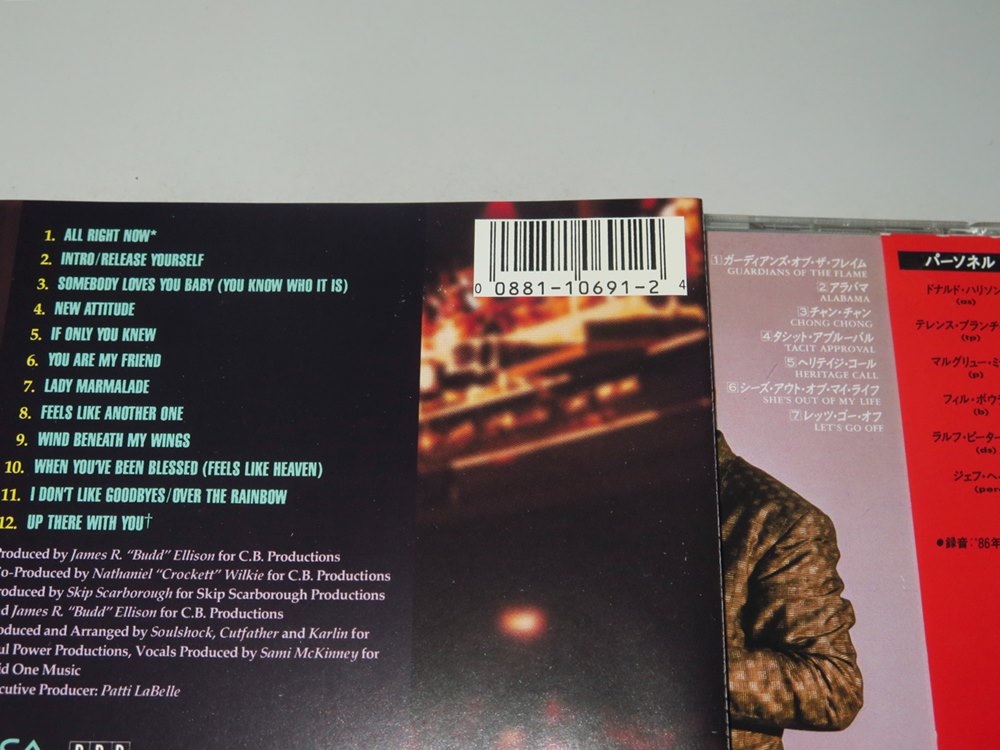 1. ALL RIGHT NOW*
2. INTRO/RELEASE YOURSELF
3. SOMEBODY LOVES YOU BABY (YOU KNOW WHO IT IS)
4. NEW ATTITUDE
5. IF ONLY YOU KNEW
6. YOU ARE MY FRIEND
7. LADY MARMALADE
8. FEELS LIKE ANOTHER ONE
9. WIND BENEATH MY WINGS
10. WHEN YOU'VE BEEN BLESSED (FEELS LIKE HEAVEN)
11. I DON'T LIKE GOODBYES/OVER THE RAINBOW
12. UP THERE WITH YOU†
roduced by James R. "Budd" Ellison for C.B. Productions
o-Produced by Nathaniel "Crockett" Wilkie for C.B. Productions
roduced by Skip Scarborough for Skip Scarborough Productions
d James R. "Budd" Ellison for C.B. Productions
oduced and Arranged by Soulshock, Cutfather and Karlin for
ul Power Productions, Vocals Produced by Sami McKinney for
id One Music
ecutive Producer: Patti LaBelle
0 0881-10691-2 4
1 ガーディアンズ・オブ・ザ・フレイム
GUARDIANS OF THE FLAME
2 アラバマ
ALABAMA
3 チャン・チャン
CHONG CHONG
4 タシット・アプルーバル
TACIT APPROVAL
5 ヘリテイジ・コール
HERITAGE CALL
6 シーズ・アウト・オブ・マイ・ライフ
SHE'S OUT OF MY LIFE
7 レッツ・ゴー・オフ
LET'S GO OFF
パーソネル
ドナルド・ハリソン
(as)
テレンス・ブランチ
(tp)
マルグリュー・ミ
(p)
フィル・ボウ
(b)
ラルフ・ピーター
(ds)
ジェフ・ヘ
(per
●録音:'86年